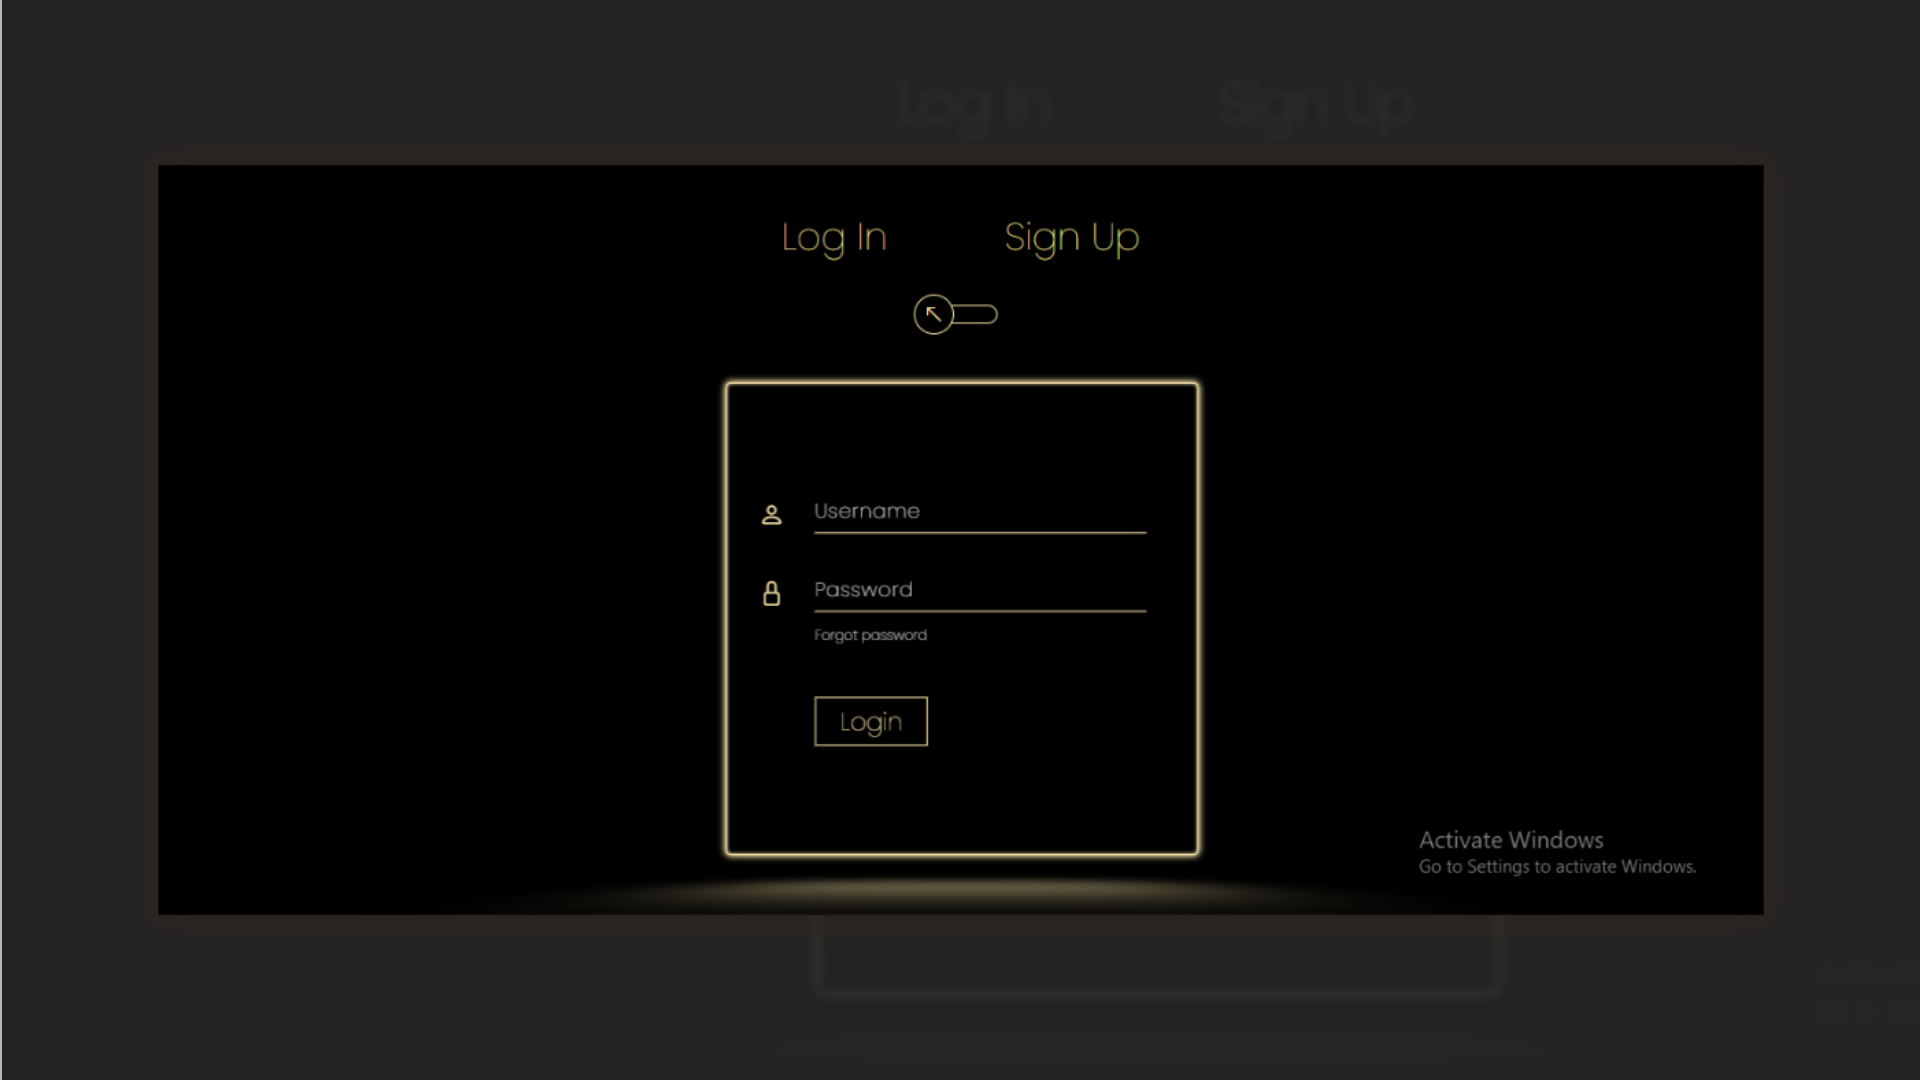 Log In Sign Up
Log In Sign Up
Username
Password
Forgot password
Login
Activate Windows
Go to Settings to activate Windows.